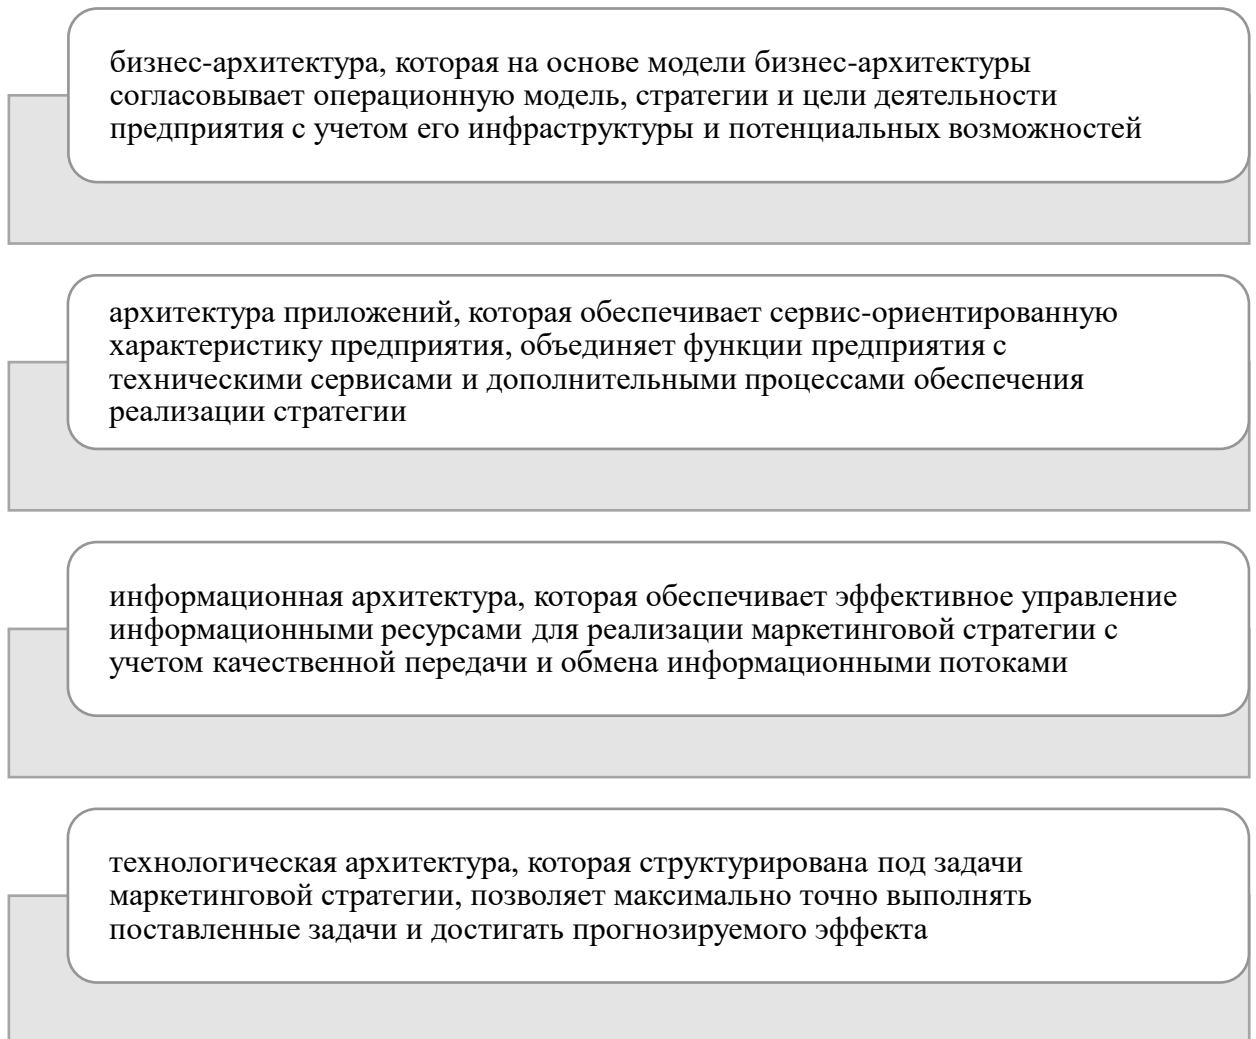 бизнес-архитектура, которая на основе модели бизнес-архитектуры
согласовывает операционную модель, стратегии и цели деятельности
предприятия с учетом его инфраструктуры и потенциальных возможностей
архитектура приложений, которая обеспечивает сервис-ориентированную
характеристику предприятия, объединяет функции предприятия с
техническими сервисами и дополнительными процессами обеспечения
реализации стратегии
информационная архитектура, которая обеспечивает эффективное управление
информационными ресурсами для реализации маркетинговой стратегии с
учетом качественной передачи и обмена информационными потоками
технологическая архитектура, которая структурирована под задачи
маркетинговой стратегии, позволяет максимально точно выполнять
поставленные задачи и достигать прогнозируемого эффекта